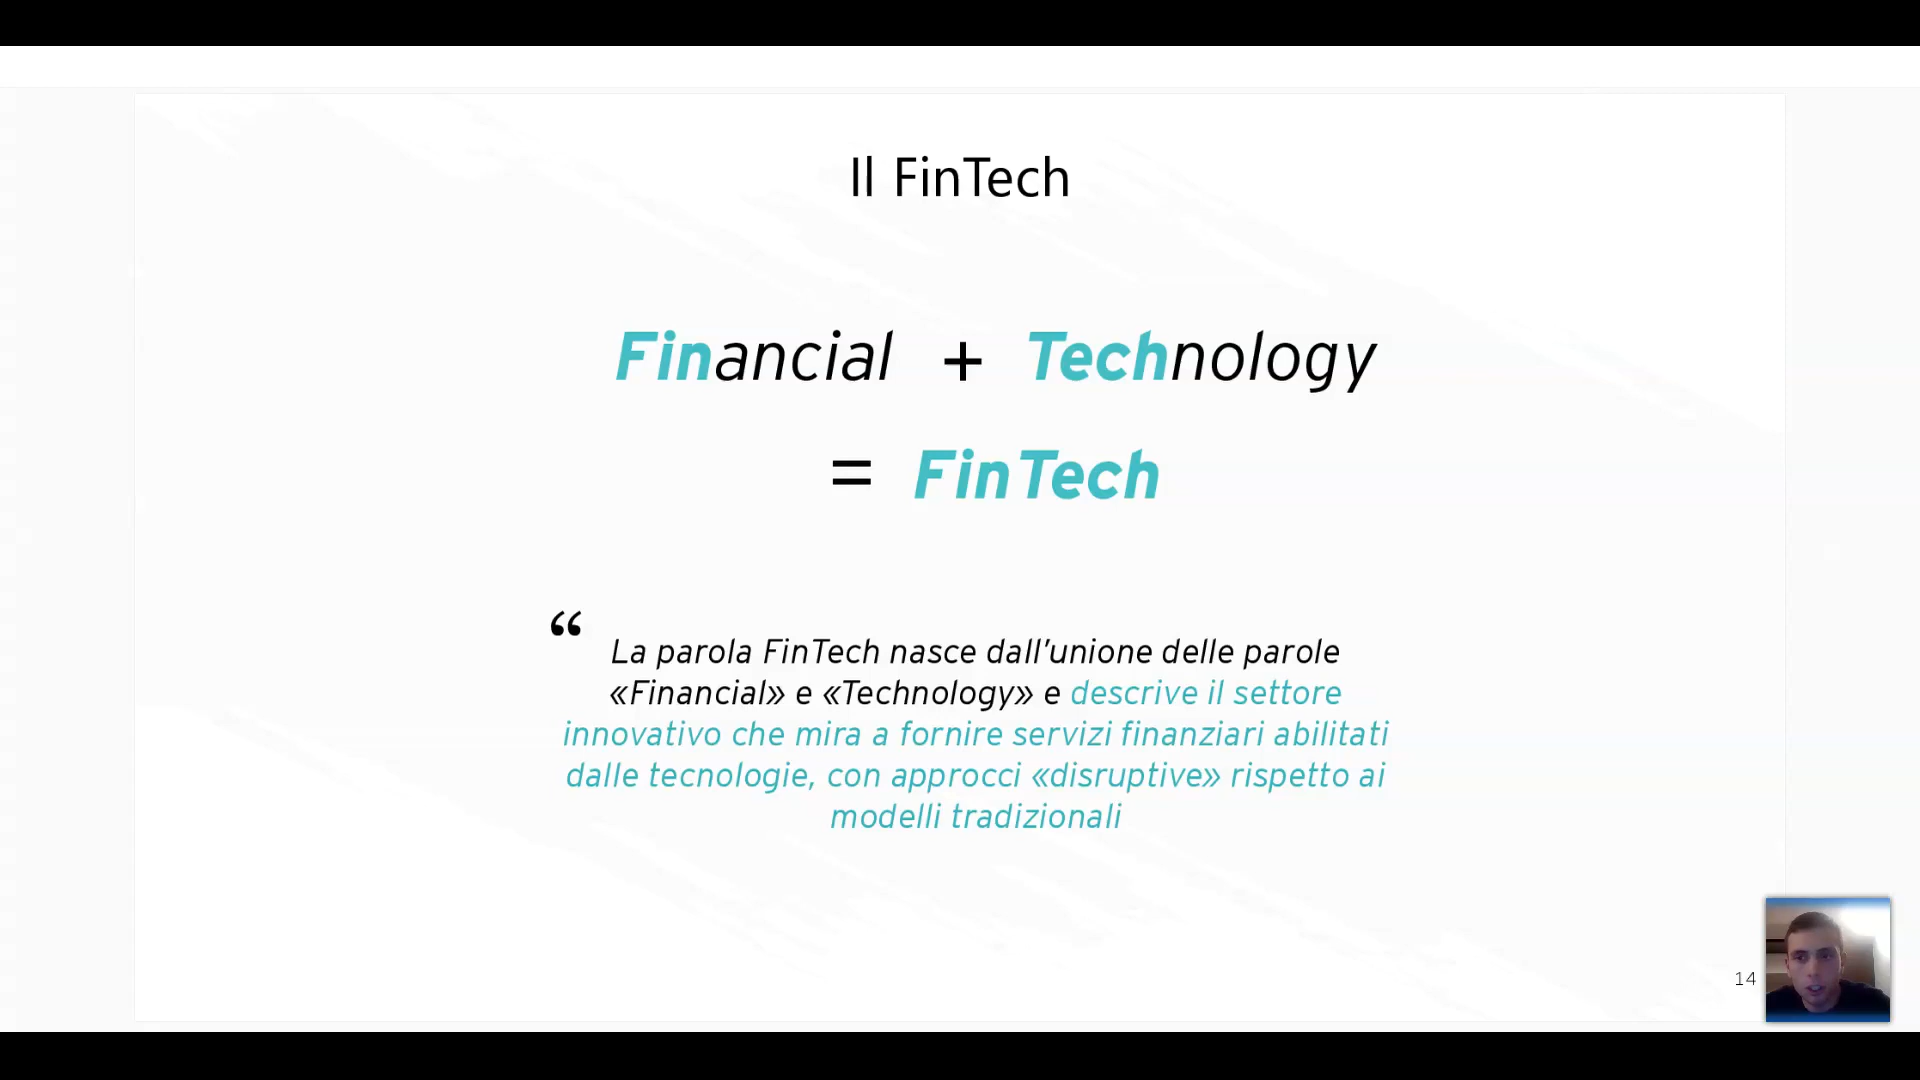 Il FinTech
Financial + Technology
= FinTech
“
La parola FinTech nasce dall’unione delle parole
«Financial» e «Technology» e descrive il settore
innovativo che mira a fornire servizi finanziari abilitati
dalle tecnologie, con approcci «disruptive» rispetto ai
modelli tradizionali
14